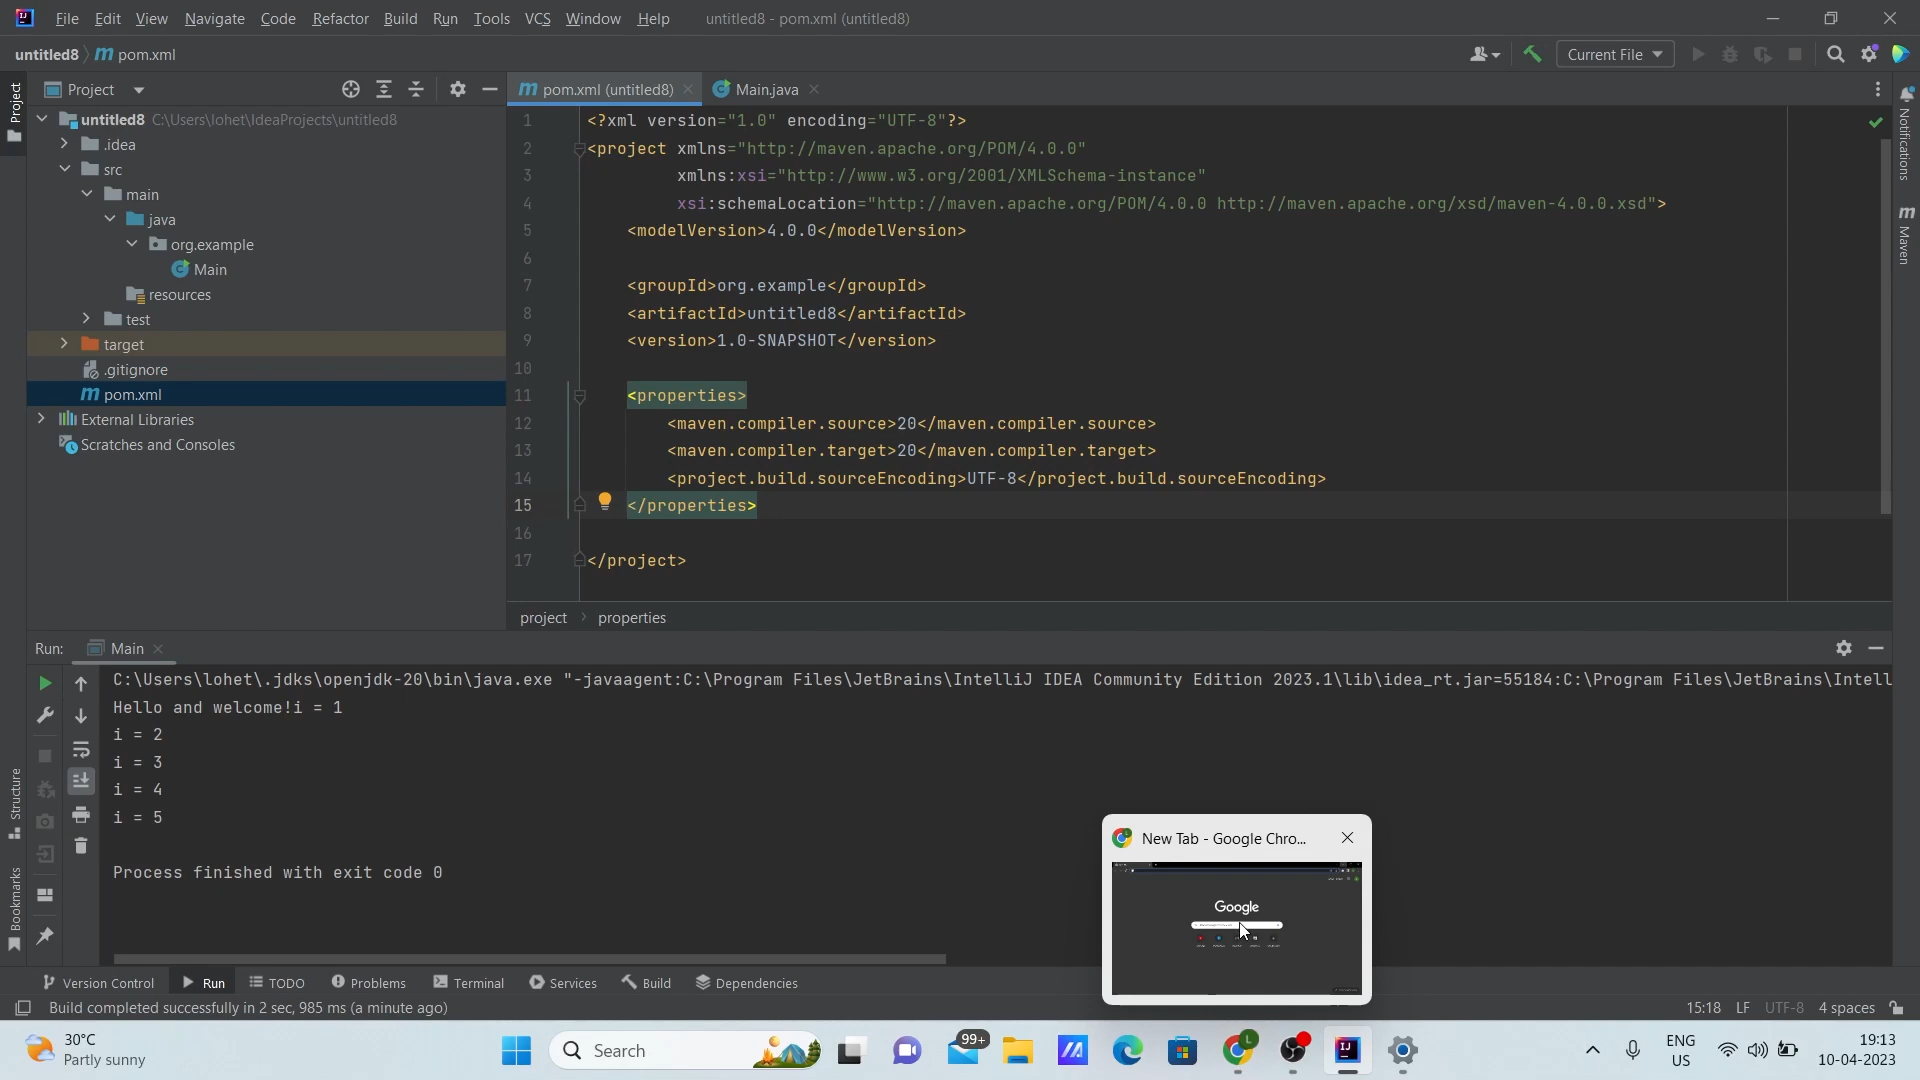 File Edit View Navigate Code Refactor Build Run Tools VCS Window Help untitled8 - pom.xml (untitled8)
untitled8 pom.xml Current File
Project
Project
pom.xml (untitled8) Main.java
untitled8 C:\Users\lohet\IdeaProjects\untitled8
.idea
src
main
java
org.example
Main
resources
test
target
.gitignore
pom.xml
External Libraries
Scratches and Consoles
1 <?xml version="1.0" encoding="UTF-8"?>
2 <project xmlns="http://maven.apache.org/POM/4.0.0"
3 xmlns:xsi="http://www.w3.org/2001/XMLSchema-instance"
4 xsi:schemaLocation="http://maven.apache.org/POM/4.0.0 http://maven.apache.org/xsd/maven-4.0.0.xsd">
5 <modelVersion>4.0.0</modelVersion>
6
7 <groupId>org.example</groupId>
8 <artifactId>untitled8</artifactId>
9 <version>1.0-SNAPSHOT</version>
10
11 <properties>
12 <maven.compiler.source>20</maven.compiler.source>
13 <maven.compiler.target>20</maven.compiler.target>
14 <project.build.sourceEncoding>UTF-8</project.build.sourceEncoding>
15 </properties>
16
17 </project>
project properties
Notifications
Maven
Run: Main
C:\Users\lohet\.jdks\openjdk-20\bin\java.exe "-javaagent:C:\Program Files\JetBrains\IntelliJ IDEA Community Edition 2023.1\lib\idea_rt.jar=55184:C:\Program Files\JetBrains\Intell
Hello and welcome!i = 1
i = 2
i = 3
i = 4
i = 5
Process finished with exit code 0
Structure
Bookmarks
New Tab - Google Chro...
Google
Version Control Run TODO Problems Terminal Services Build Dependencies
Build completed successfully in 2 sec, 985 ms (a minute ago) 15:18 LF UTF-8 4 spaces
30°C
Partly sunny
Search
99+
L
ENG
US
19:13
10-04-2023